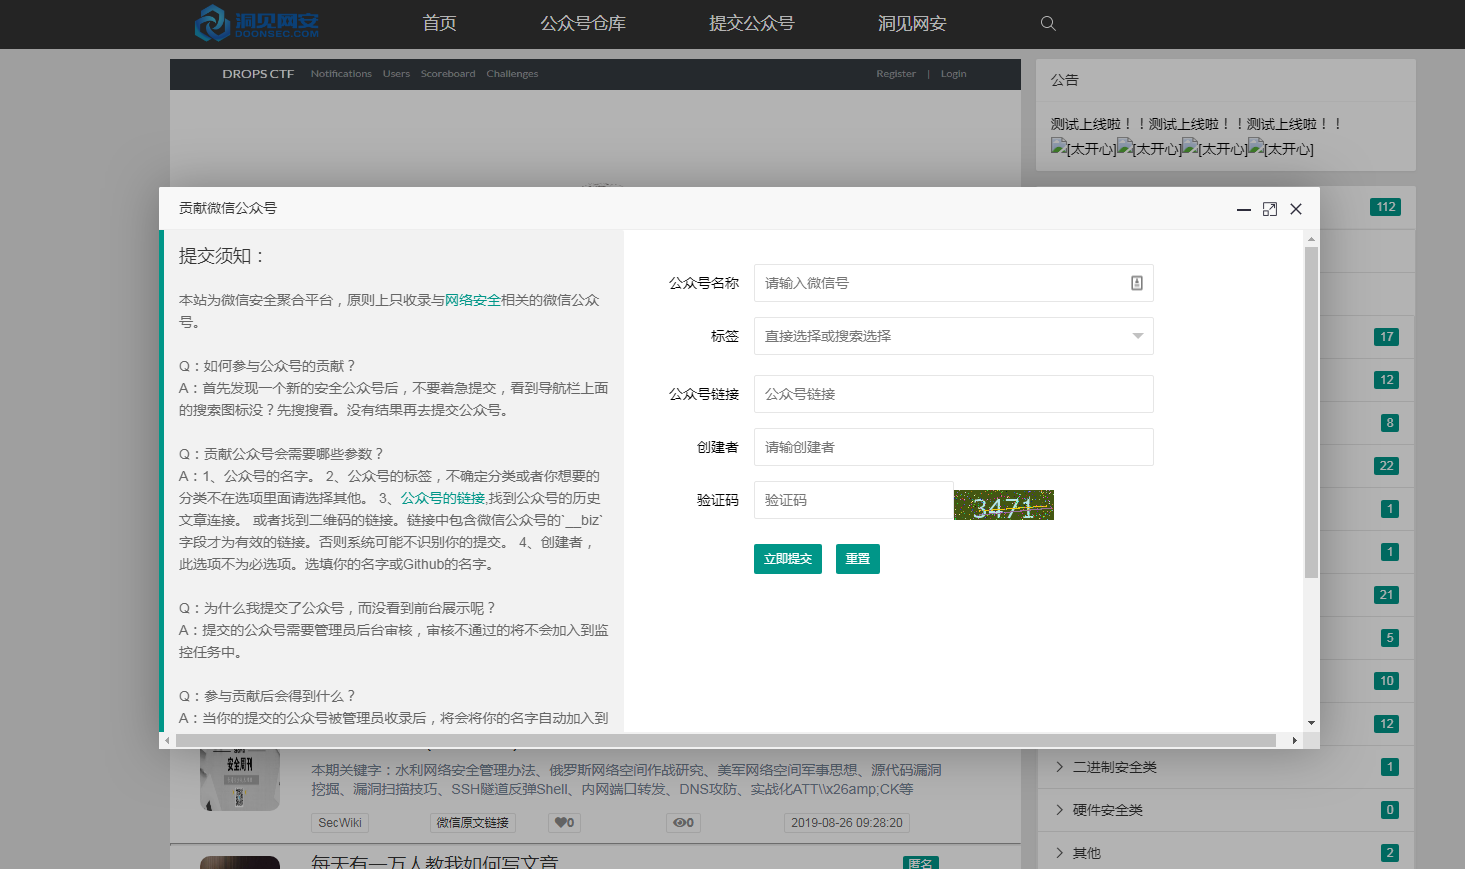 洞见网安
DOONSEC.COM
首页
公众号仓库
提交公众号
洞见网安
DROPS CTF
Notifications
Users
Scoreboard
Challenges
Register
|
Login
公告
测试上线啦！！测试上线啦！！测试上线啦！！
[太开心][太开心][太开心][太开心]
112
贡献微信公众号
提交须知：
本站为微信安全聚合平台，原则上只收录与网络安全相关的微信公众
号。
Q：如何参与公众号的贡献？
A：首先发现一个新的安全公众号后，不要着急提交，看到导航栏上面
的搜索图标没？先搜搜看。没有结果再去提交公众号。
Q：贡献公众号会需要哪些参数？
A：1、公众号的名字。 2、公众号的标签，不确定分类或者你想要的
分类不在选项里面请选择其他。 3、公众号的链接,找到公众号的历史
文章连接。 或者找到二维码的链接。链接中包含微信公众号的`__biz`
字段才为有效的链接。否则系统可能不识别你的提交。 4、创建者，
此选项不为必选项。选填你的名字或Github的名字。
Q：为什么我提交了公众号，而没看到前台展示呢？
A：提交的公众号需要管理员后台审核，审核不通过的将不会加入到监
控任务中。
Q：参与贡献后会得到什么？
A：当你的提交的公众号被管理员收录后，将会将你的名字自动加入到
公众号名称
请输入微信号
标签
直接选择或搜索选择
公众号链接
公众号链接
创建者
请输创建者
验证码
验证码
3471
立即提交
重置
17
12
8
22
1
1
21
5
10
12
二进制安全类
1
硬件安全类
0
其他
2
安全周刊
本期关键字：水利网络安全管理办法、俄罗斯网络空间作战研究、美军网络空间军事思想、源代码漏洞
挖掘、漏洞扫描技巧、SSH隧道反弹Shell、内网端口转发、DNS攻防、实战化ATT\\x26amp;CK等
SecWiki
微信原文链接
0
0
2019-08-26 09:28:20
每天有一万人教我如何写文章
匿名